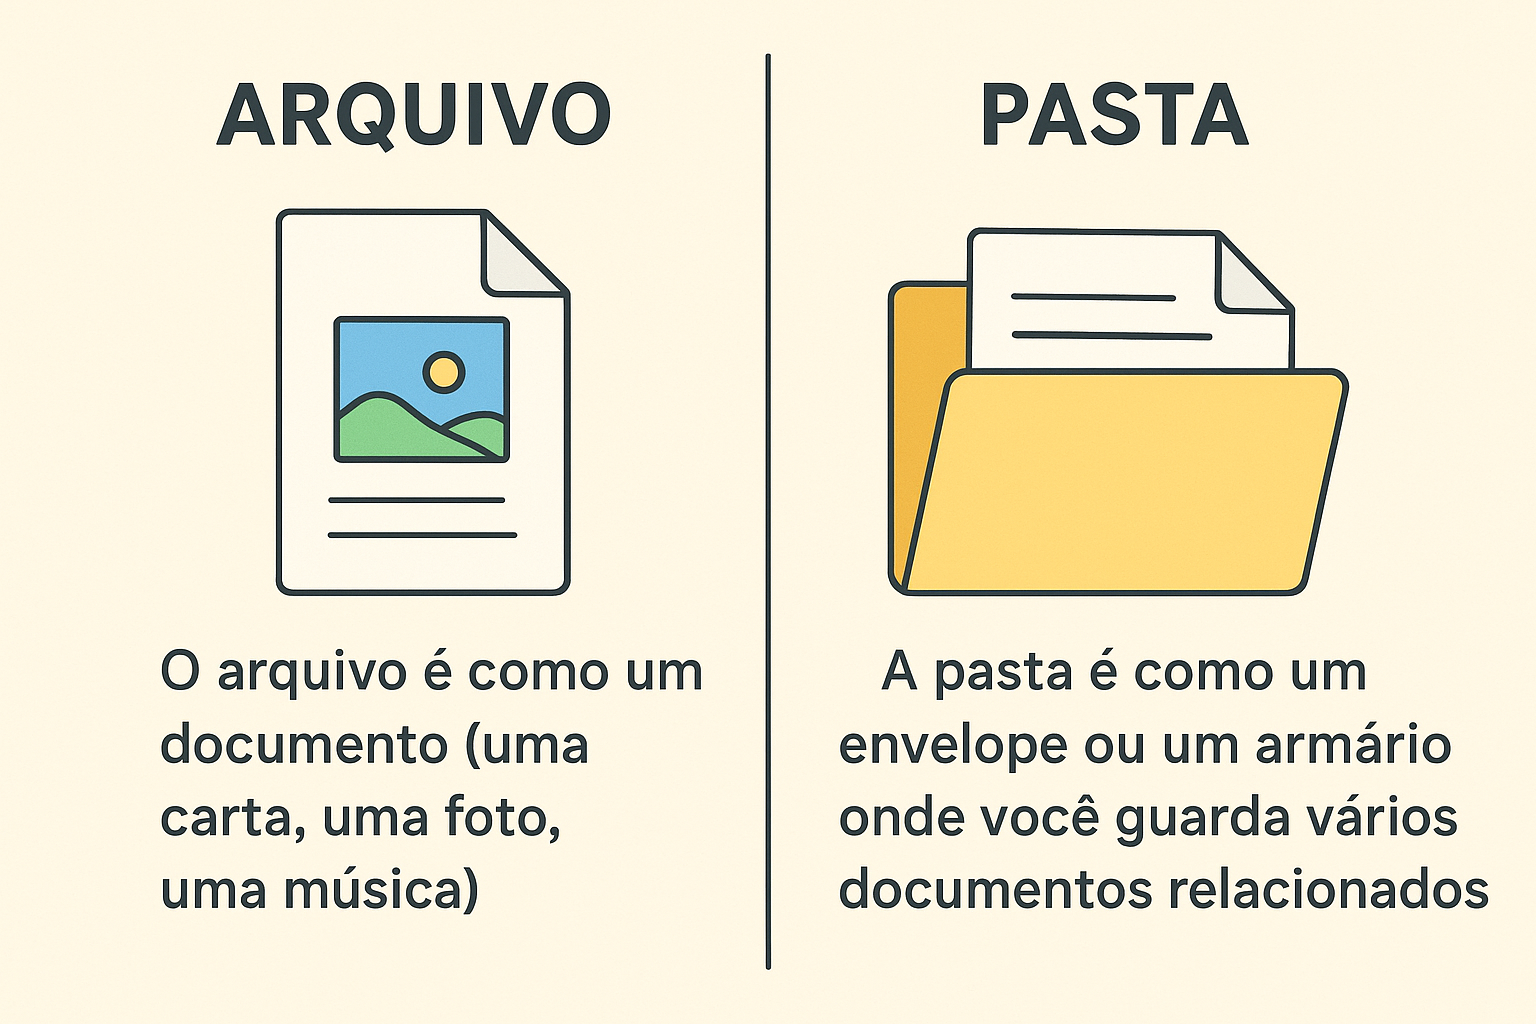 ARQUIVO
O arquivo é como um
documento (uma
carta, uma foto,
uma música)
PASTA
A pasta é como um
envelope ou um armário
onde você guarda vários
documentos relacionados